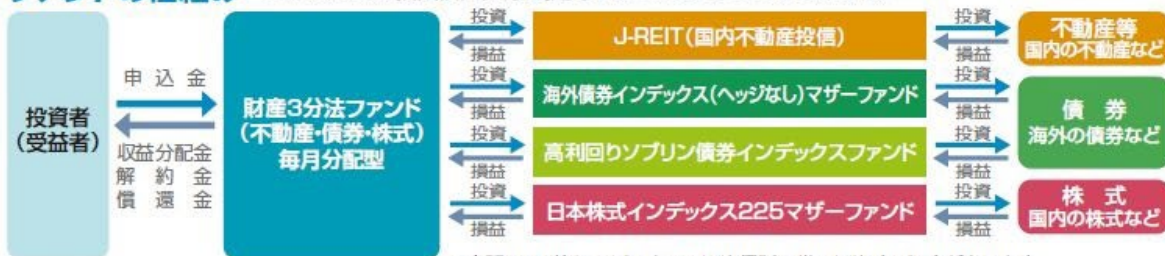 投資者
(受益者)
申 込 金
収益分配金
解 約 金
償 還 金
財産3分法ファンド
(不動産・債券・株式)
毎月分配型
投資
損益
J-REIT(国内不動産投信)
投資
損益
不動産等
国内の不動産など
投資
損益
海外債券インデックス(ヘッジなし)マザーファンド
投資
損益
投資
損益
高利回りソブリン債券インデックスファンド
投資
損益
債 券
海外の債券など
投資
損益
日本株式インデックス225マザーファンド
投資
損益
株 式
国内の株式など